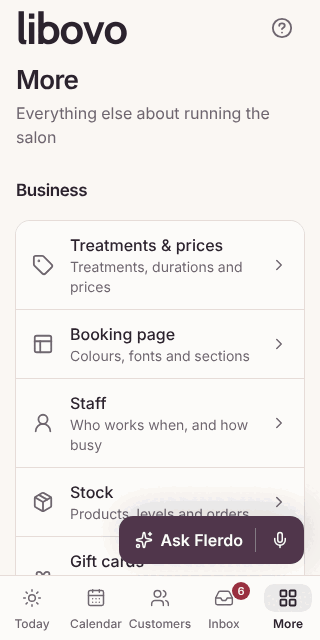 libovo
More
Everything else about running the
salon
Business
Treatments & prices
Treatments, durations and
prices
Booking page
Colours, fonts and sections
Staff
Who works when, and how
busy
Stock
Products, levels and orders
Gift cards
Ask Flerdo
6
Today
Calendar
Customers
Inbox
More